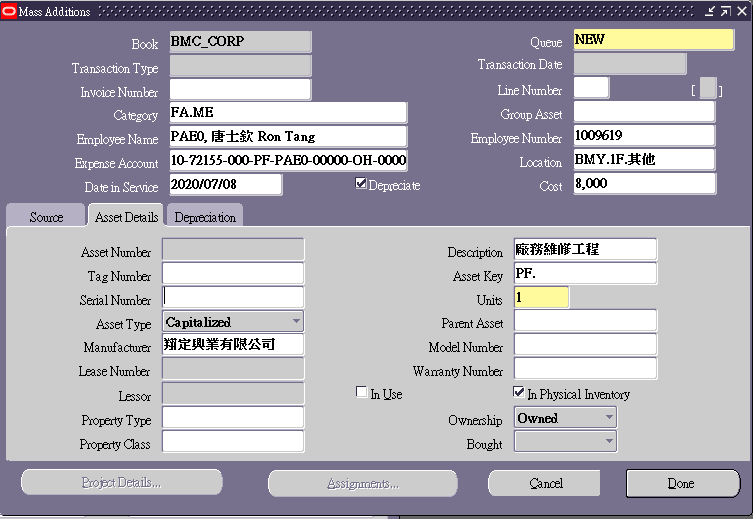 Mass Additions
Book BMC_CORP Queue NEW
Transaction Type Transaction Date
Invoice Number Line Number [ ]
Category FA.ME Group Asset
Employee Name PAE0, 唐士欽 Ron Tang Employee Number 1009619
Expense Account 10-72155-000-PF-PAE0-00000-OH-0000 Location BMY.1F.其他
Date in Service 2020/07/08 Depreciate Cost 8,000
Source Asset Details Depreciation
Asset Number Description 廠務維修工程
Tag Number Asset Key PF.
Serial Number Units 1
Asset Type Capitalized Parent Asset
Manufacturer 翔定興業有限公司 Model Number
Lease Number Warranty Number
Lessor In Use In Physical Inventory
Property Type Ownership Owned
Property Class Bought
Project Details... Assignments... Cancel Done